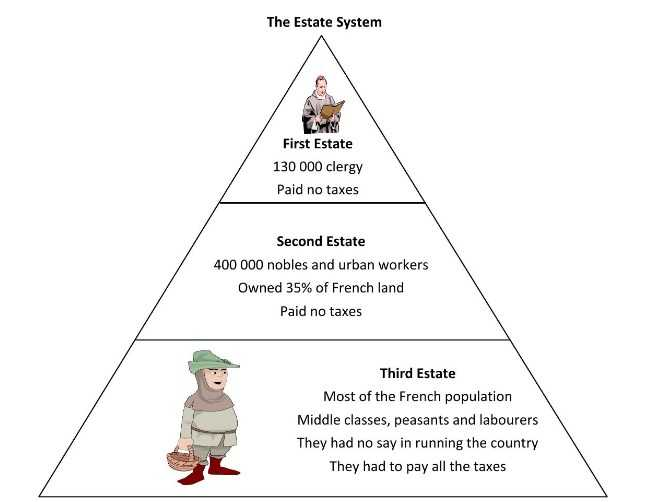 The Estate System
First Estate
130 000 clergy
Paid no taxes
Second Estate
400 000 nobles and urban workers
Owned 35% of French land
Paid no taxes
Third Estate
Most of the French population
Middle classes, peasants and labourers
They had no say in running the country
They had to pay all the taxes